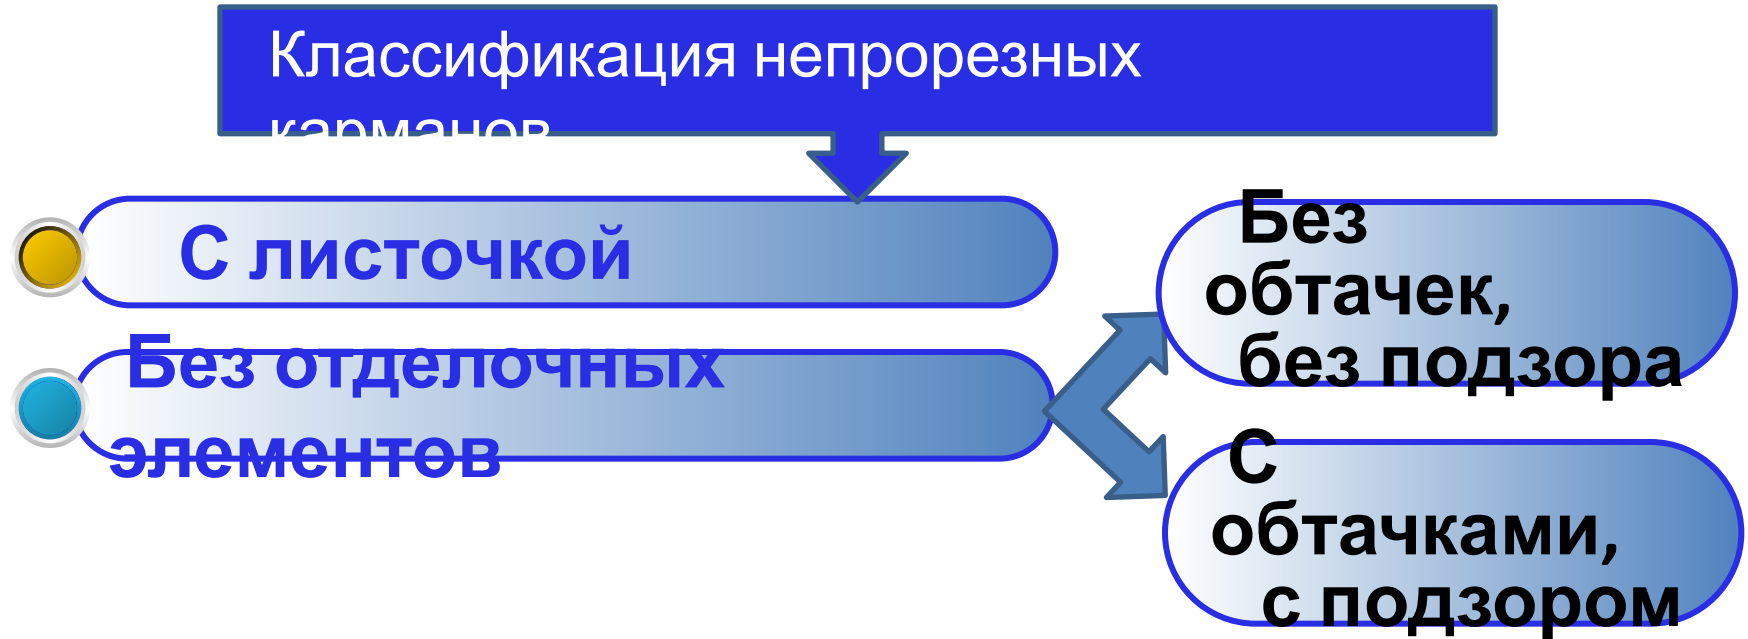 Классификация непрорезных
карманов
С листочкой
Без отделочных
элементов
Без
обтачек,
без подзора
С
обтачками,
с подзором